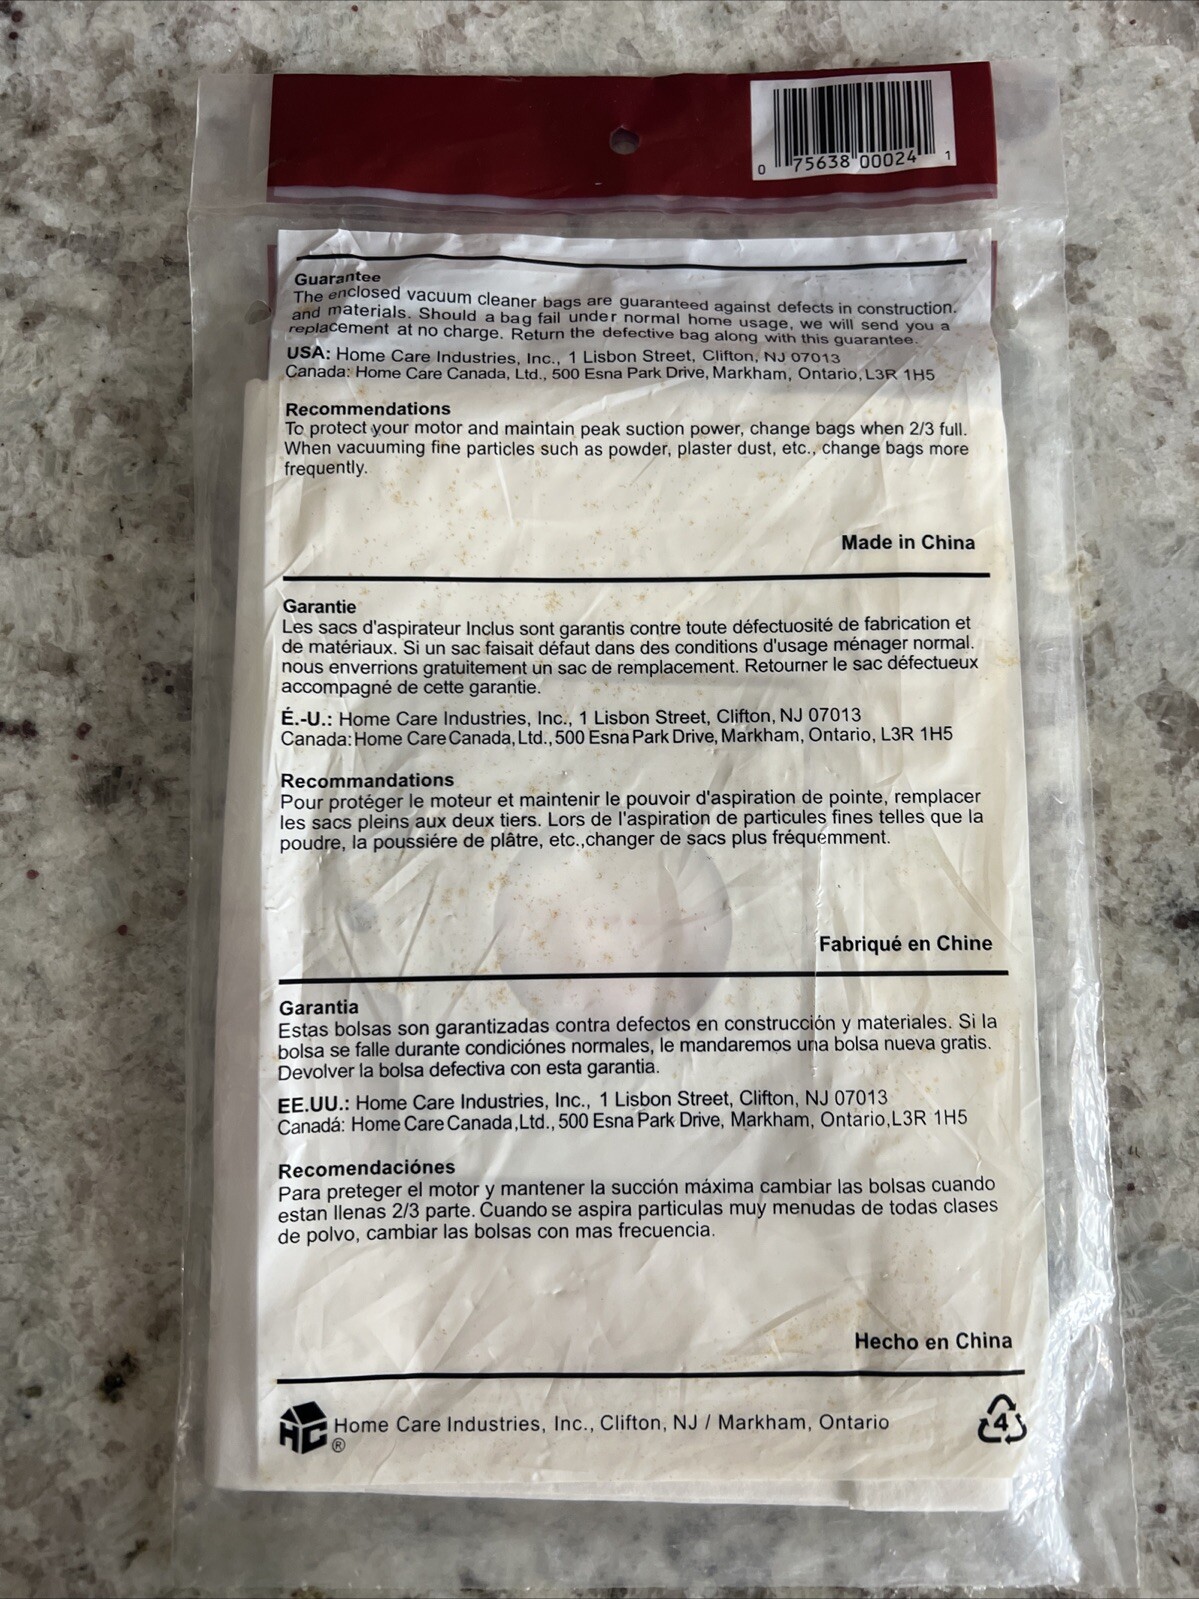 0 75638 00024 1
Guarantee
The enclosed vacuum cleaner bags are guaranteed against defects in construction.
and materials. Should a bag fail under normal home usage, we will send you a
replacement at no charge. Return the defective bag along with this guarantee.
USA: Home Care Industries, Inc., 1 Lisbon Street, Clifton, NJ 07013
Canada: Home Care Canada, Ltd., 500 Esna Park Drive, Markham, Ontario, L3R 1H5
Recommendations
To protect your motor and maintain peak suction power, change bags when 2/3 full.
When vacuuming fine particles such as powder, plaster dust, etc., change bags more
frequently.
Made in China
Garantie
Les sacs d'aspirateur Inclus sont garantis contre toute défectuosité de fabrication et
de matériaux. Si un sac faisait défaut dans des conditions d'usage ménager normal.
nous enverrions gratuitement un sac de remplacement. Retourner le sac défectueux
accompagné de cette garantie.
É.-U.: Home Care Industries, Inc., 1 Lisbon Street, Clifton, NJ 07013
Canada: Home Care Canada, Ltd., 500 Esna Park Drive, Markham, Ontario, L3R 1H5
Recommandations
Pour protéger le moteur et maintenir le pouvoir d'aspiration de pointe, remplacer
les sacs pleins aux deux tiers. Lors de l'aspiration de particules fines telles que la
poudre, la poussiére de plâtre, etc.,changer de sacs plus fréquemment.
Fabriqué en Chine
Garantia
Estas bolsas son garantizadas contra defectos en construcción y materiales. Si la
bolsa se falle durante condiciónes normales, le mandaremos una bolsa nueva gratis.
Devolver la bolsa defectiva con esta garantia.
EE.UU.: Home Care Industries, Inc., 1 Lisbon Street, Clifton, NJ 07013
Canadá: Home Care Canada,Ltd., 500 Esna Park Drive, Markham, Ontario,L3R 1H5
Recomendaciónes
Para preteger el motor y mantener la succión máxima cambiar las bolsas cuando
estan llenas 2/3 parte. Cuando se aspira particulas muy menudas de todas clases
de polvo, cambiar las bolsas con mas frecuencia.
Hecho en China
HC ® Home Care Industries, Inc., Clifton, NJ / Markham, Ontario
4